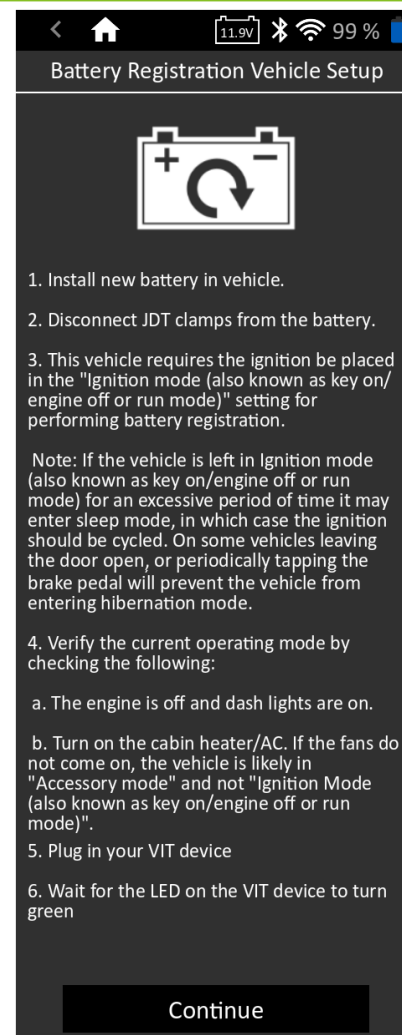 11.9V 99 %
Battery Registration Vehicle Setup
+ -
1. Install new battery in vehicle.
2. Disconnect JDT clamps from the battery.
3. This vehicle requires the ignition be placed
in the "Ignition mode (also known as key on/
engine off or run mode)" setting for
performing battery registration.
Note: If the vehicle is left in Ignition mode
(also known as key on/engine off or run
mode) for an excessive period of time it may
enter sleep mode, in which case the ignition
should be cycled. On some vehicles leaving
the door open, or periodically tapping the
brake pedal will prevent the vehicle from
entering hibernation mode.
4. Verify the current operating mode by
checking the following:
a. The engine is off and dash lights are on.
b. Turn on the cabin heater/AC. If the fans do
not come on, the vehicle is likely in
"Accessory mode" and not "Ignition Mode
(also known as key on/engine off or run
mode)".
5. Plug in your VIT device
6. Wait for the LED on the VIT device to turn
green
Continue